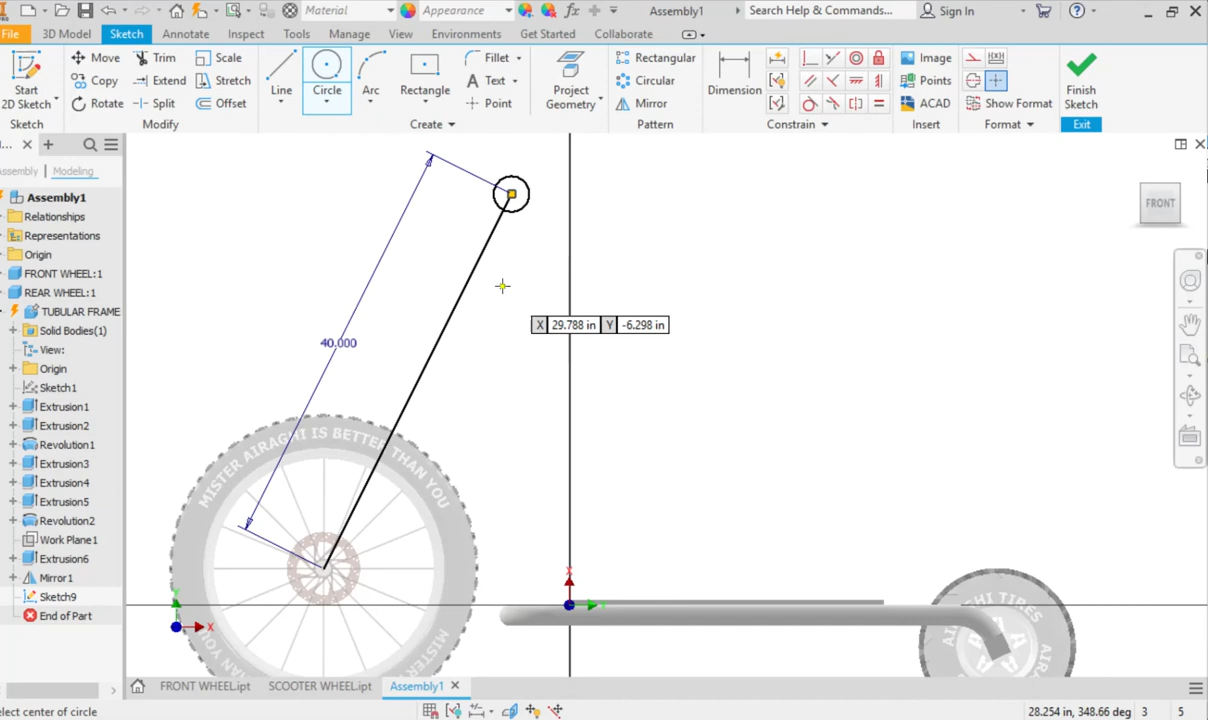 Material
Appearance
Assembly1
Search Help & Commands...
Sign In
File
3D Model
Sketch
Annotate
Inspect
Tools
Manage
View
Environments
Get Started
Collaborate
Start
2D Sketch
Sketch
Move
Copy
Rotate
Trim
Extend
Split
Scale
Stretch
Offset
Modify
Line
Circle
Arc
Rectangle
Fillet
Text
Point
Create
Project
Geometry
Rectangular
Circular
Mirror
Pattern
Dimension
Constrain
Image
Points
ACAD
Insert
Show Format
Format
Finish
Sketch
Exit
ssembly
Modeling
Assembly1
Relationships
Representations
Origin
FRONT WHEEL:1
REAR WHEEL:1
TUBULAR FRAME
Solid Bodies(1)
View:
Origin
Sketch1
Extrusion1
Extrusion2
Revolution1
Extrusion3
Extrusion4
Extrusion5
Revolution2
Work Plane1
Extrusion6
Mirror1
Sketch9
End of Part
40.000
X 29.788 in Y -6.298 in
FRONT
MISTER AIRAGHI IS BETTER THAN YOU
MISTER
X
X
FRONT WHEEL.ipt
SCOOTER WHEEL.ipt
Assembly1
elect center of circle
28.254 in, 348.66 deg
3
5